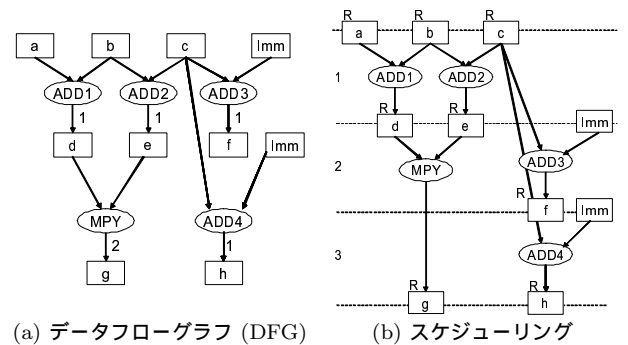 a b c Imm
ADD1 ADD2 ADD3
1 1 1
d e f Imm
MPY ADD4
2 1
g h
(a) データフローグラフ (DFG)
R R R
a b c
1 ADD1 ADD2
R R Imm
d e
2 MPY ADD3
R f Imm
3 ADD4
R R
g h
(b) スケジューリング